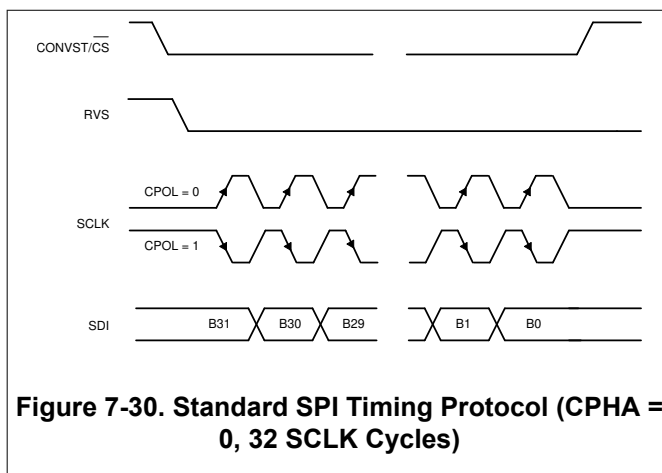 CONVST/CS
RVS
CPOL = 0
SCLK
CPOL = 1
SDI
B31
B30
B29
B1
B0
Figure 7-30. Standard SPI Timing Protocol (CPHA =
0, 32 SCLK Cycles)